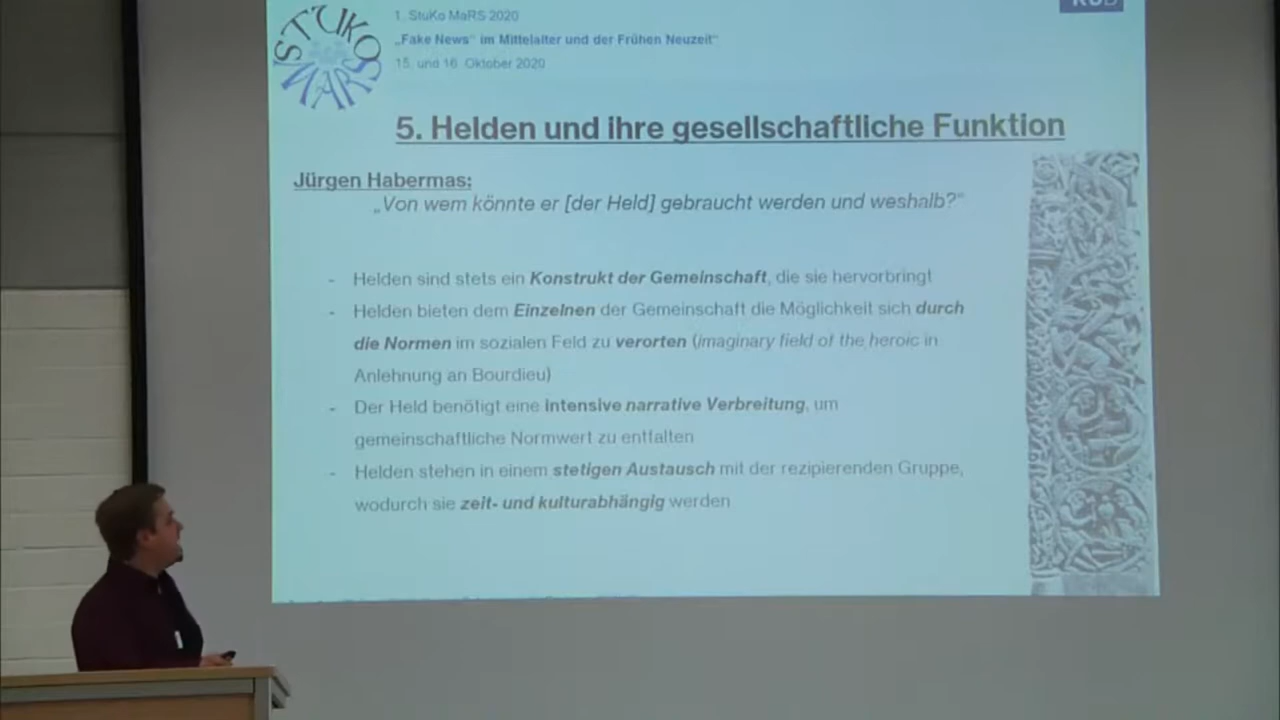 STUKO MARS
1. StuKo MaRS 2020
RUB
„Fake News“ im Mittelalter und der Frühen Neuzeit“
15. und 16. Oktober 2020
5. Helden und ihre gesellschaftliche Funktion
Jürgen Habermas:
„Von wem könnte er [der Held] gebraucht werden und weshalb?“
- Helden sind stets ein Konstrukt der Gemeinschaft, die sie hervorbringt
- Helden bieten dem Einzelnen der Gemeinschaft die Möglichkeit sich durch
die Normen im sozialen Feld zu verorten (imaginary field of the heroic in
Anlehnung an Bourdieu)
- Der Held benötigt eine intensive narrative Verbreitung, um
gemeinschaftliche Normwert zu entfalten
- Helden stehen in einem stetigen Austausch mit der rezipierenden Gruppe,
wodurch sie zeit- und kulturabhängig werden